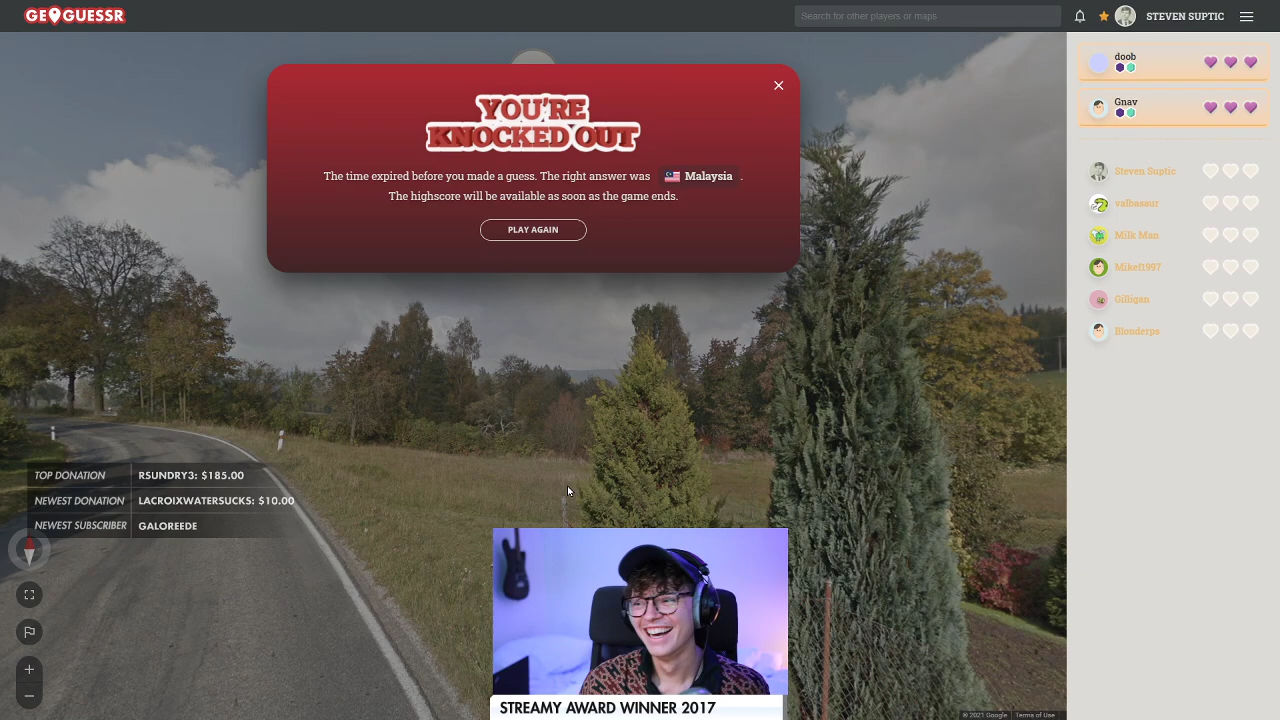 GEOGUESSR
Search for other players or maps
STEVEN SUPTIC
YOU'RE
KNOCKED OUT
The time expired before you made a guess. The right answer was Malaysia .
The highscore will be available as soon as the game ends.
PLAY AGAIN
doob
Gnav
Steven Suptic
valbasaur
Milk Man
Mikef1997
Gilligan
Blonderps
TOP DONATION RSUNDRY3: $185.00
NEWEST DONATION LACROIXWATERSUCKS: $10.00
NEWEST SUBSCRIBER GALOREEDE
STREAMY AWARD WINNER 2017
© 2021 Google Terms of Use